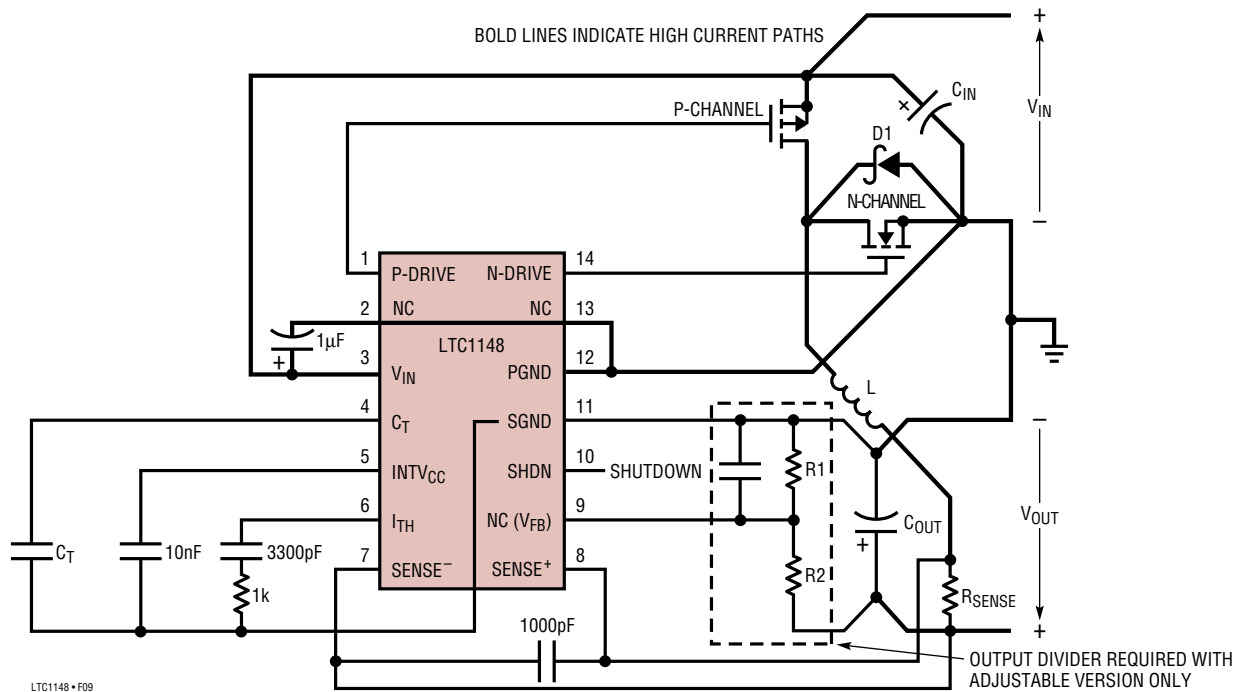 +
BOLD LINES INDICATE HIGH CURRENT PATHS
C_IN
+
V_IN
P-CHANNEL
D1
N-CHANNEL
−
1 P-DRIVE N-DRIVE 14
2 NC NC 13
1µF
LTC1148
+
3 V_IN PGND 12
L
4 C_T SGND 11
−
5 INTV_CC SHDN 10 SHUTDOWN
R1
6 I_TH NC (V_FB) 9
C_OUT
V_OUT
+
C_T
10nF
3300pF
7 SENSE− SENSE+ 8
R2
1k
R_SENSE
1000pF
+
OUTPUT DIVIDER REQUIRED WITH
ADJUSTABLE VERSION ONLY
LTC1148 • F09